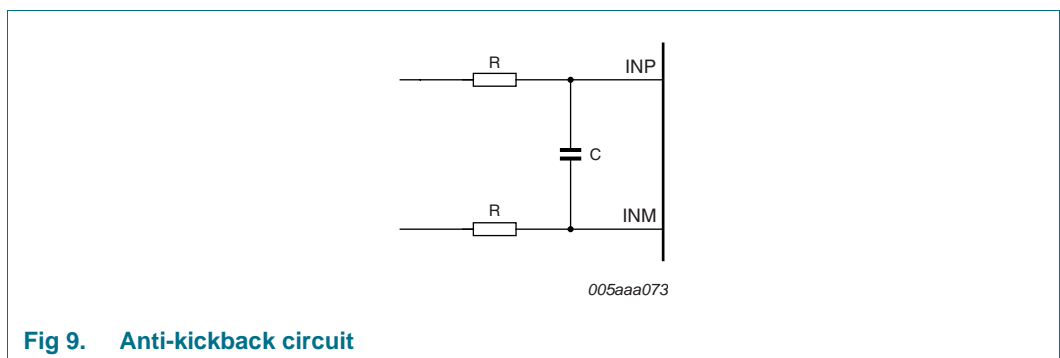 R
INP
C
R
INM
005aaa073
Fig 9. Anti-kickback circuit